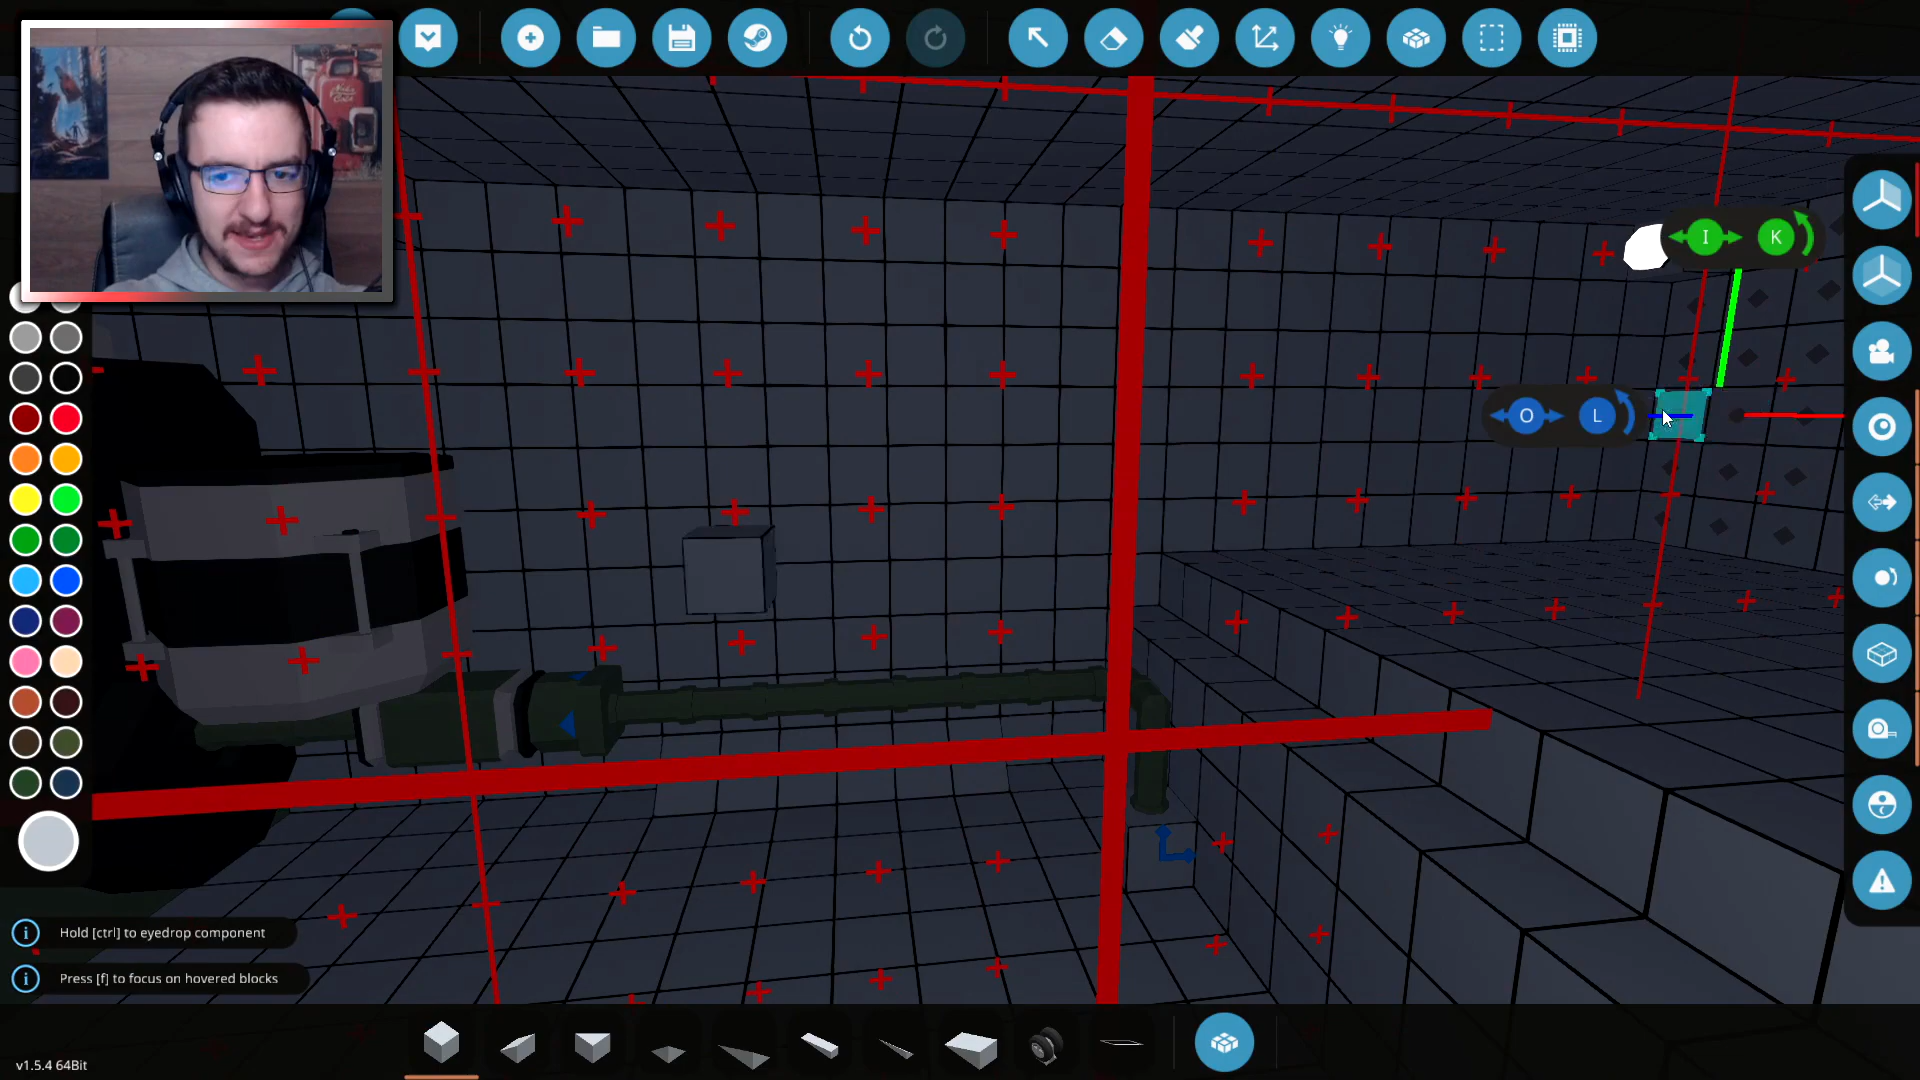 I K
O L
Hold [ctrl] to eyedrop component
Press [f] to focus on hovered blocks
v1.5.4 64Bit